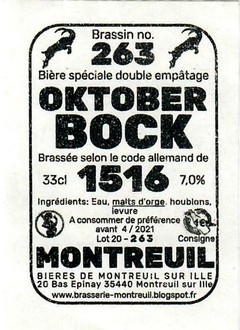 Brassin no.
263
Bière spéciale double empâtage
OKTOBER
BOCK
Brassée selon le code allemand de
33cl 1516 7,0%
Ingrédients: Eau, malts d'orge, houblons,
levure
A consommer de préférence
avant 4/2021
Lot 20 - 263 Consigne
MONTREUIL
BIERES DE MONTREUIL SUR ILLE
20 Bas Epinay 35440 Montreuil sur Ille
www.brasserie-montreuil.blogspot.fr